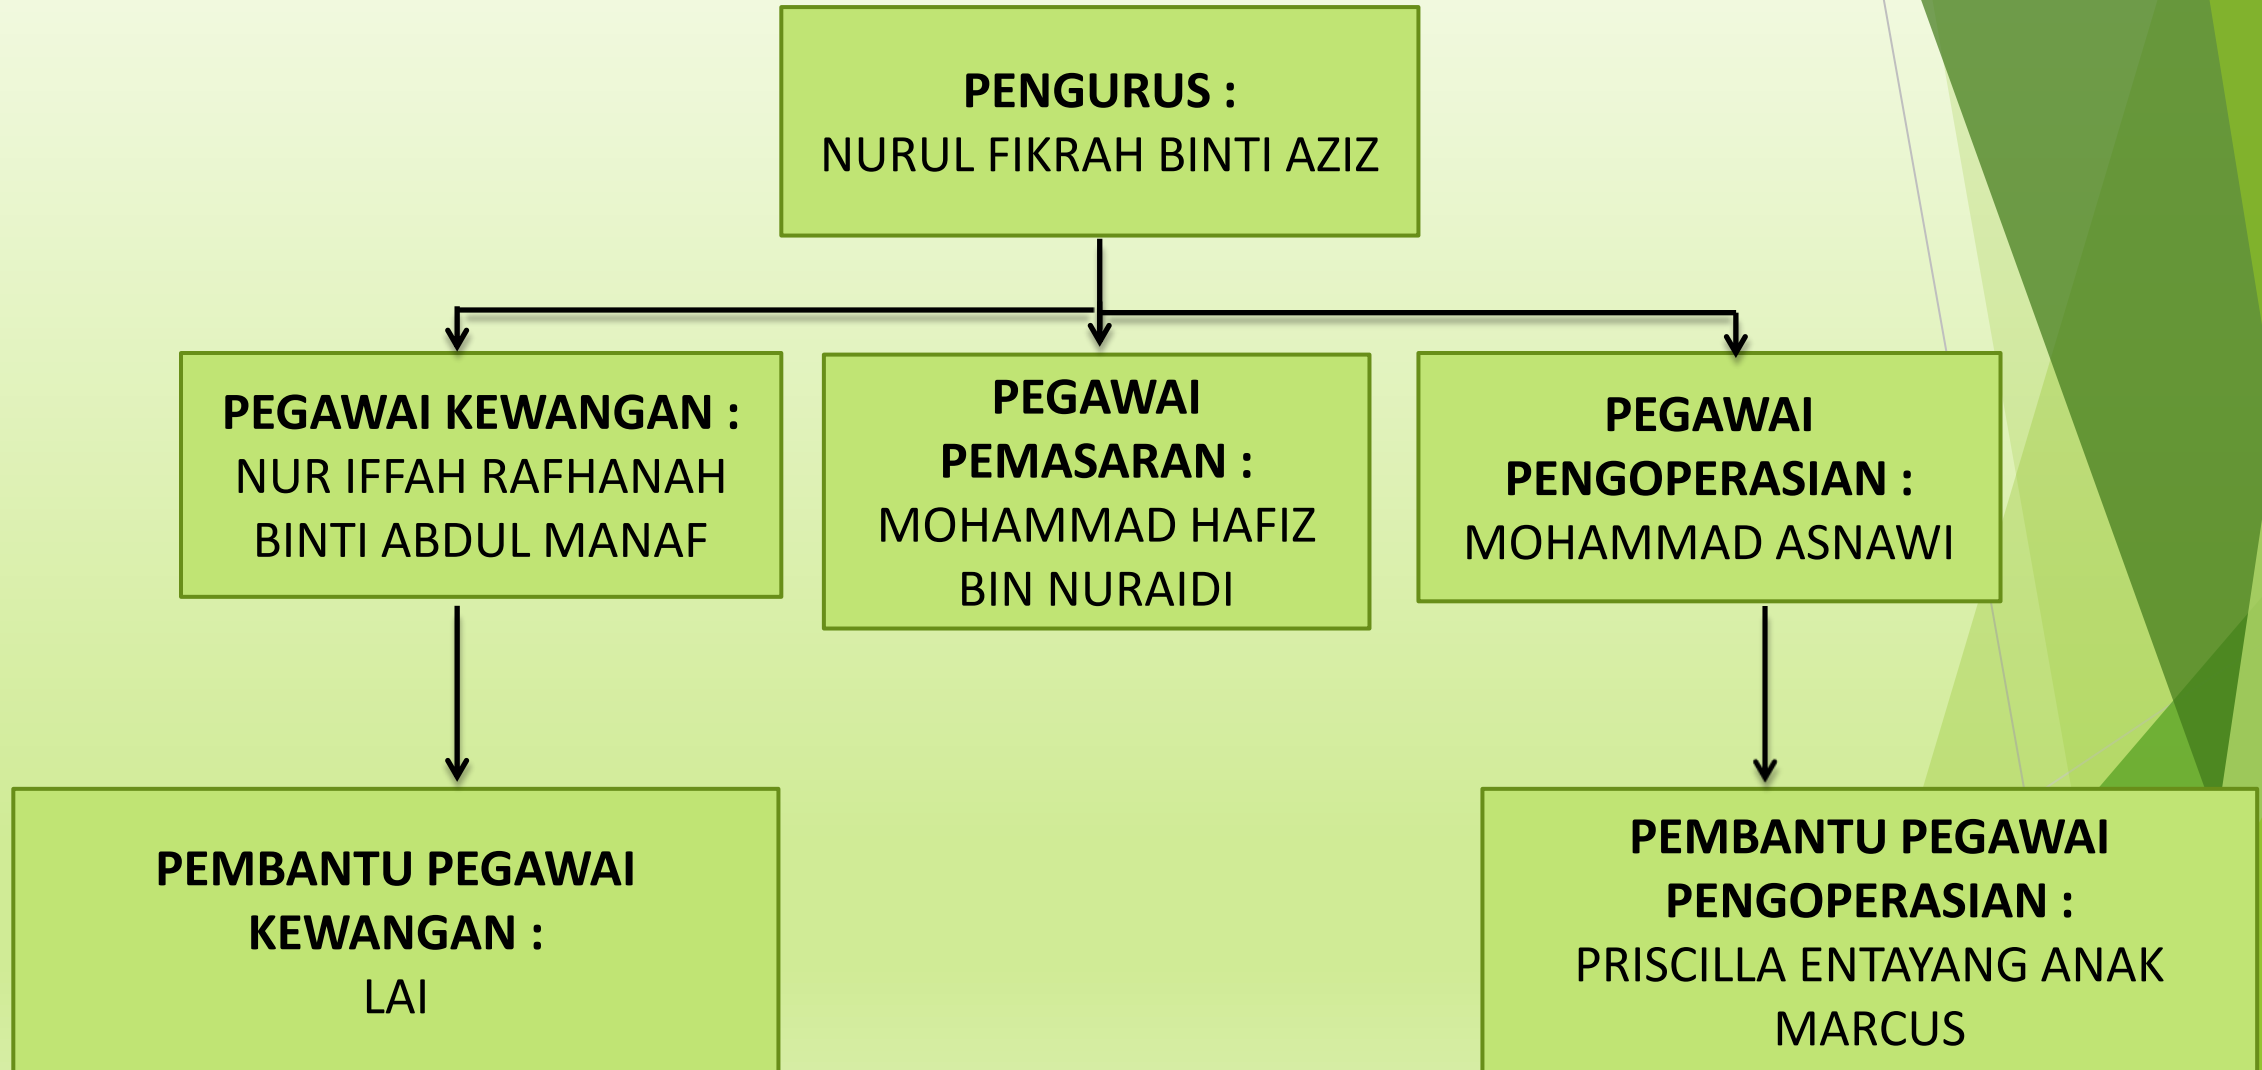 PENGURUS :
NURUL FIKRAH BINTI AZIZ
PEGAWAI KEWANGAN :
NUR IFFAH RAFHANAH
BINTI ABDUL MANAF
PEGAWAI
PEMASARAN :
MOHAMMAD HAFIZ
BIN NURAIDI
PEGAWAI
PENGOPERASIAN :
MOHAMMAD ASNAWI
PEMBANTU PEGAWAI
KEWANGAN :
LAI
PEMBANTU PEGAWAI
PENGOPERASIAN :
PRISCILLA ENTAYANG ANAK
MARCUS